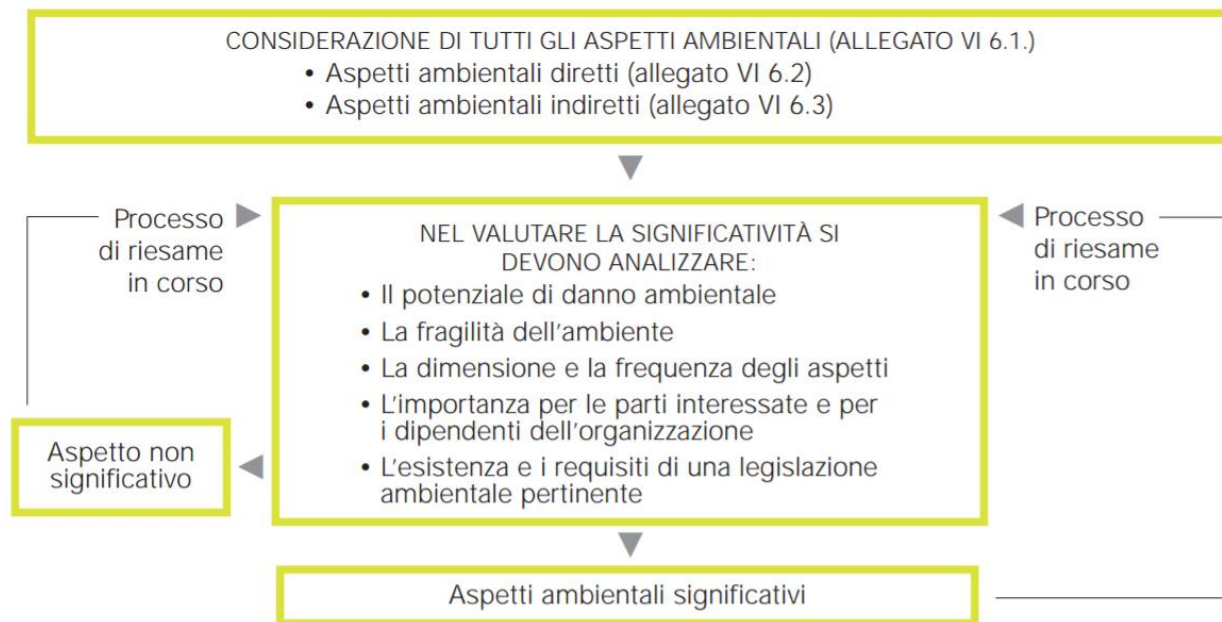 CONSIDERAZIONE DI TUTTI GLI ASPETTI AMBIENTALI (ALLEGATO VI 6.1.)
• Aspetti ambientali diretti (allegato VI 6.2)
• Aspetti ambientali indiretti (allegato VI 6.3)
Processo
di riesame
in corso
NEL VALUTARE LA SIGNIFICATIVITÀ SI
DEVONO ANALIZZARE:
• Il potenziale di danno ambientale
• La fragilità dell'ambiente
• La dimensione e la frequenza degli aspetti
• L'importanza per le parti interessate e per
i dipendenti dell'organizzazione
• L'esistenza e i requisiti di una legislazione
ambientale pertinente
Processo
di riesame
in corso
Aspetto non
significativo
Aspetti ambientali significativi